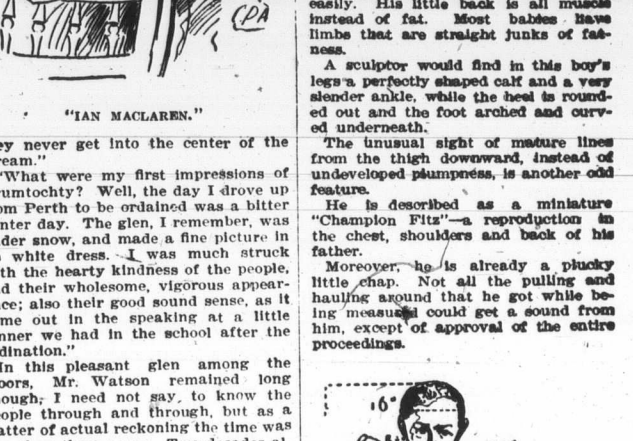 CPA
"IAN MACLAREN."
ey never get into the center of the
ream."
"What were my first impressions of
umtochty? Well, the day I drove up
om Perth to be ordained was a bitter
nter day. The glen, I remember, was
der snow, and made a fine picture in
white dress. I was much struck
th the hearty kindness of the people,
d their wholesome, vigorous appear-
ce; also their good sound sense, as it
me out in the speaking at a little
nner we had in the school after the
dination."
In this pleasant glen among the
oors, Mr. Watson remained long
ough, I need not say, to know the
ople through and through, but as a
atter of actual reckoning the time was
easily. His little back is all muscle
instead of fat. Most babies have
limbs that are straight junks of fat-
ness.
A sculptor would find in this boy's
legs a perfectly shaped calf and a very
slender ankle, while the heel is round-
ed out and the foot arched and curv-
ed underneath.
The unusual sight of mature lines
from the thigh downward, instead of
undeveloped plumpness, is another odd
feature.
He is described as a miniature
"Champion Fitz"—a reproduction in
the chest, shoulders and back of his
father.
Moreover, he is already a plucky
little chap. Not all the pulling and
hauling around that he got while be-
ing measured could get a sound from
him, except of approval of the entire
proceedings.
16"